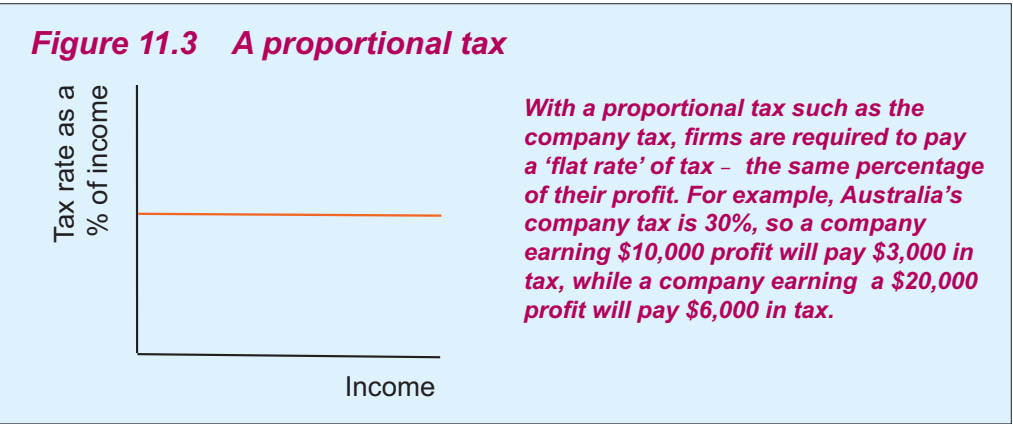 Figure 11.3 A proportional tax
Tax rate as a
% of income
Income
With a proportional tax such as the
company tax, firms are required to pay
a ‘flat rate’ of tax – the same percentage
of their profit. For example, Australia’s
company tax is 30%, so a company
earning $10,000 profit will pay $3,000 in
tax, while a company earning a $20,000
profit will pay $6,000 in tax.